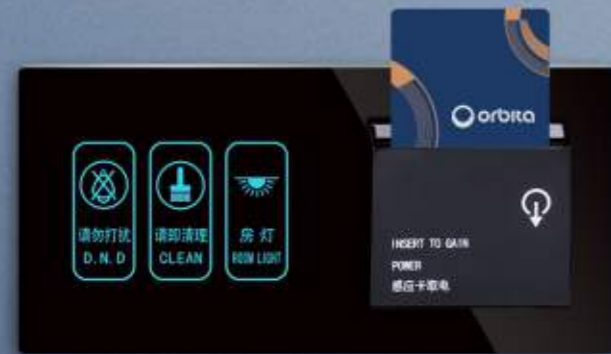 orbita
请勿打扰
D.N.D
请即清理
CLEAN
房灯
ROOM LIGHT
INSERT TO GAIN
POWER
感应卡取电